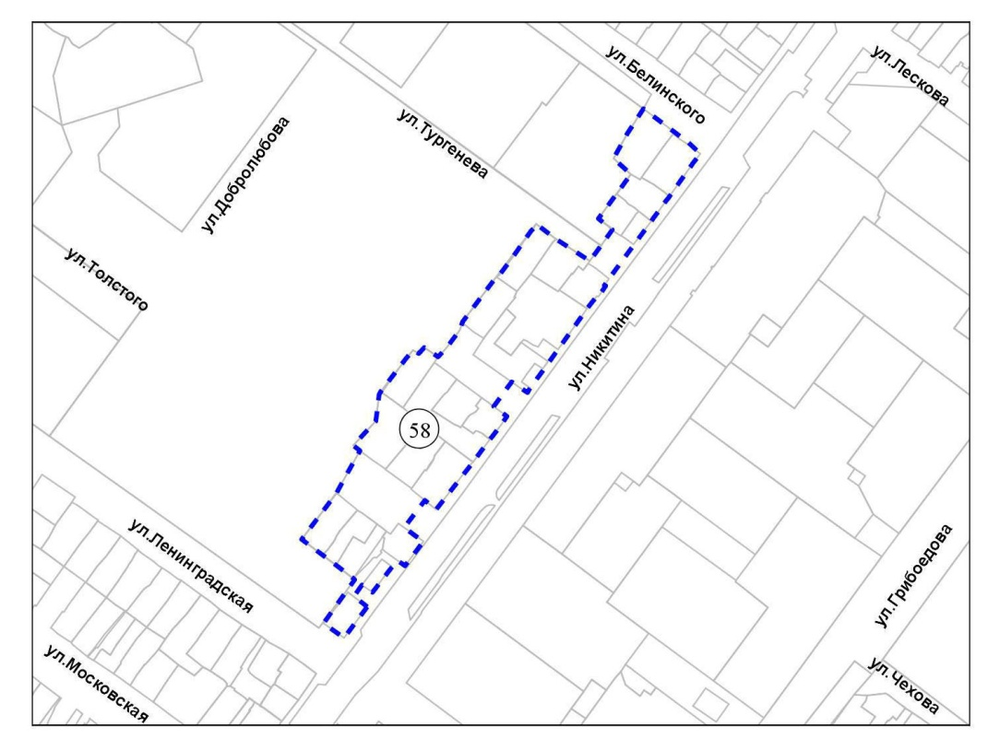 ул.Белинского
ул.Лескова
ул.Тургенева
ул.Добролюбова
ул.Толстого
ул.Никитина
58
ул.Ленинградская
ул.Грибоедова
ул.Московская
ул.Чехова